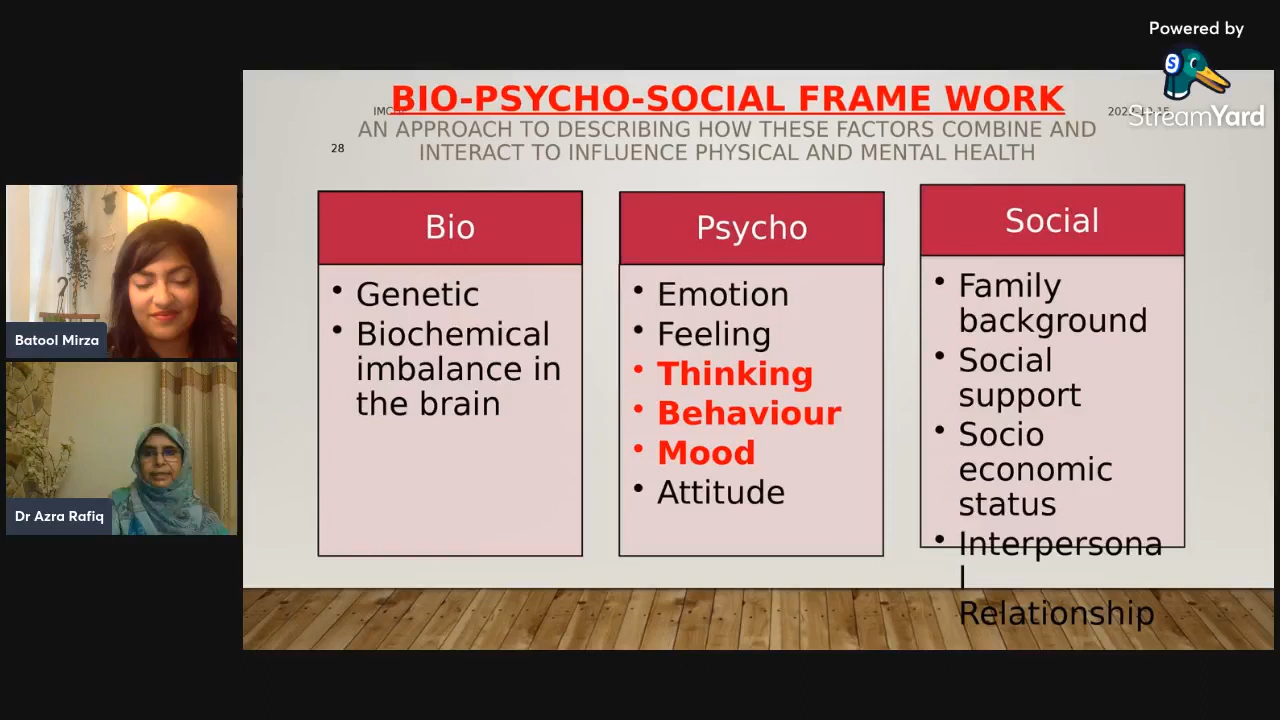 Powered by
StreamYard
BIO-PSYCHO-SOCIAL FRAME WORK
AN APPROACH TO DESCRIBING HOW THESE FACTORS COMBINE AND
INTERACT TO INFLUENCE PHYSICAL AND MENTAL HEALTH
28
Bio
• Genetic
• Biochemical
imbalance in
the brain
Psycho
• Emotion
• Feeling
• Thinking
• Behaviour
• Mood
• Attitude
Social
• Family
background
• Social
support
• Socio
economic
status
• Interpersona
l
Relationship
Batool Mirza
Dr Azra Rafiq